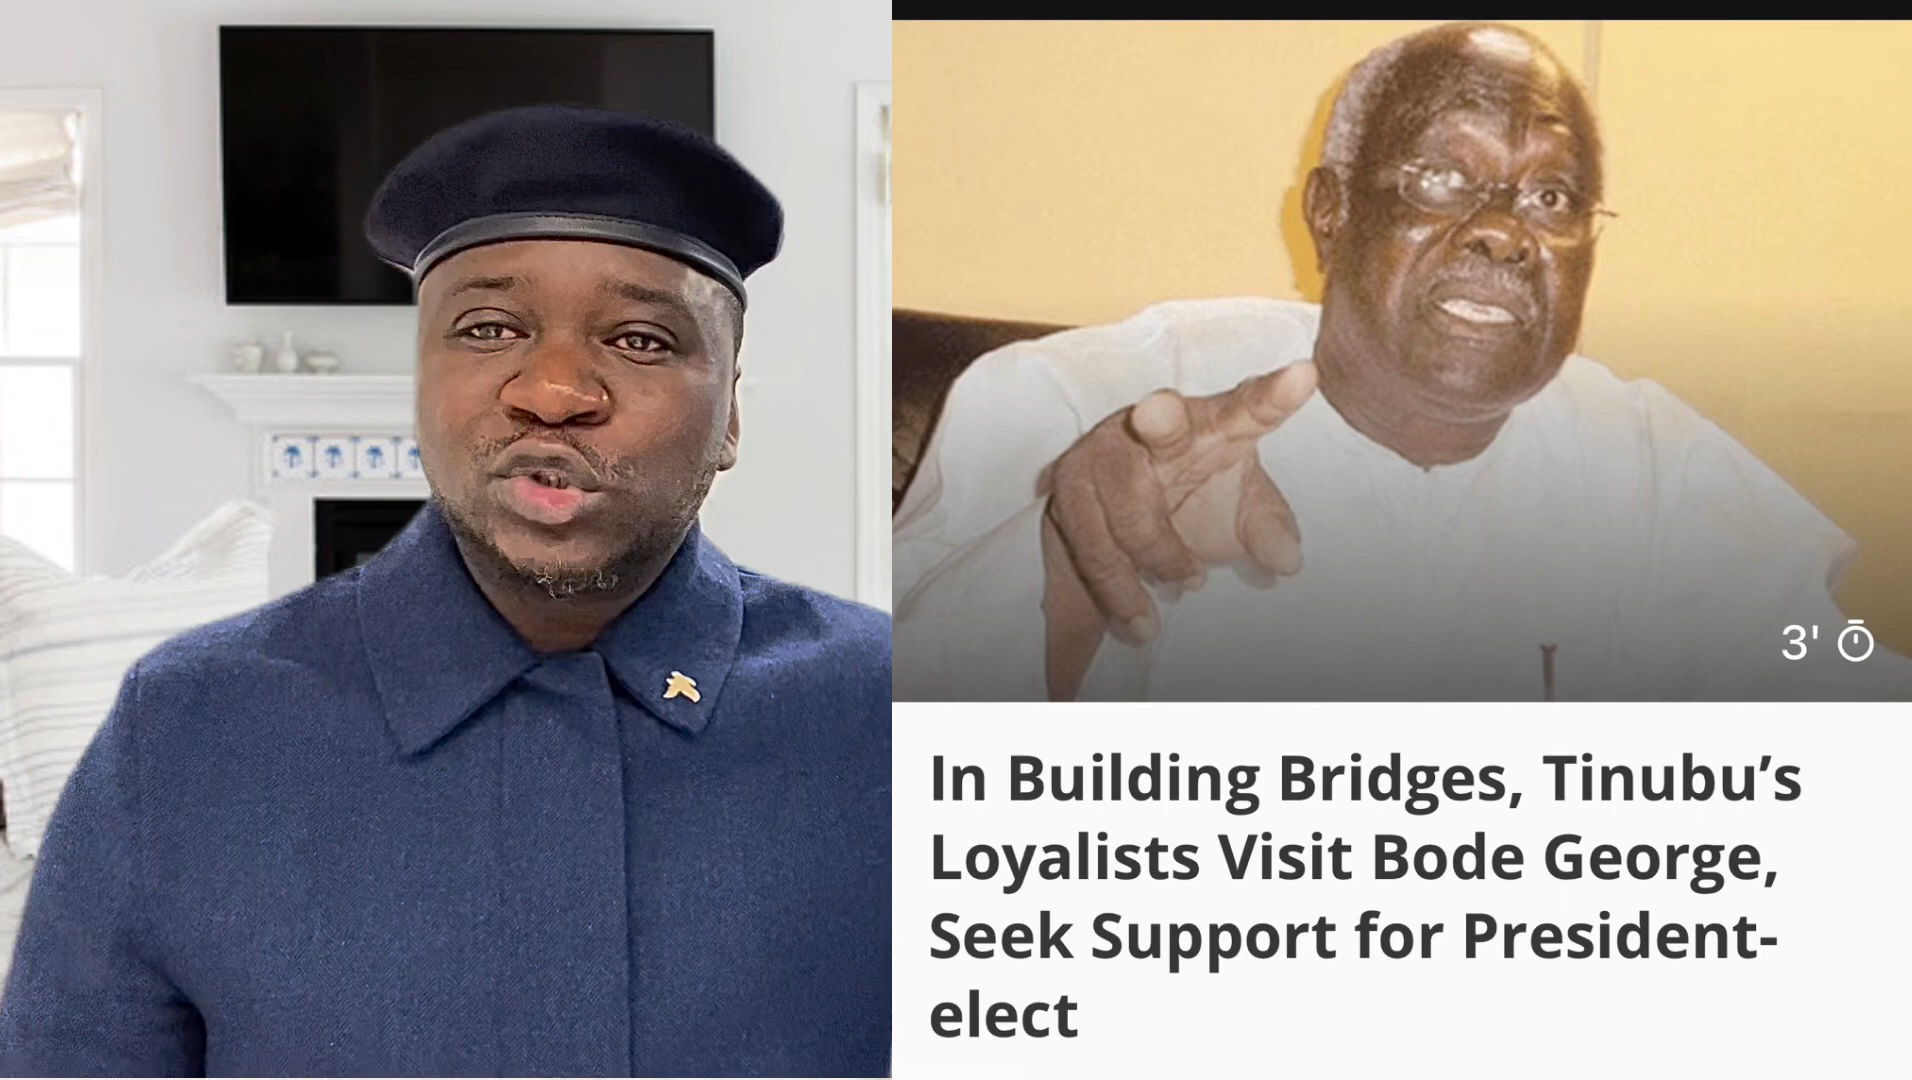 3'
In Building Bridges, Tinubu’s
Loyalists Visit Bode George,
Seek Support for President-
elect